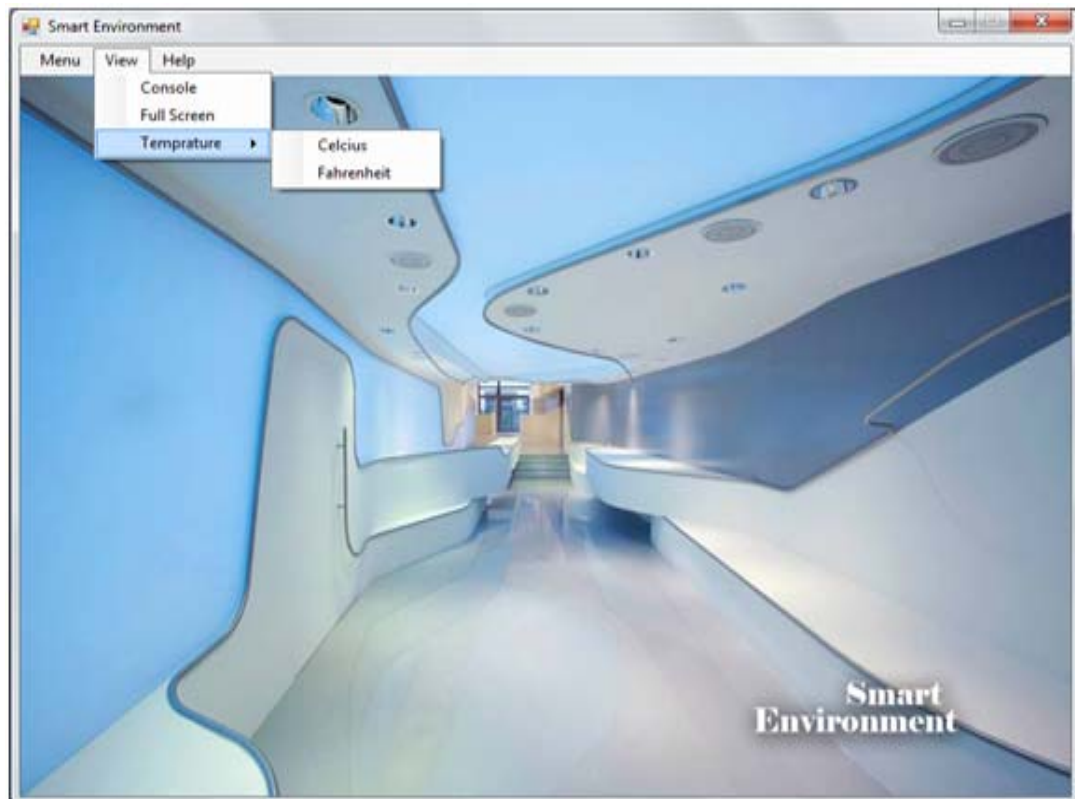 Smart Environment
Menu View Help
Console
Full Screen
Temprature
Celcius
Fahrenheit
Smart
Environment